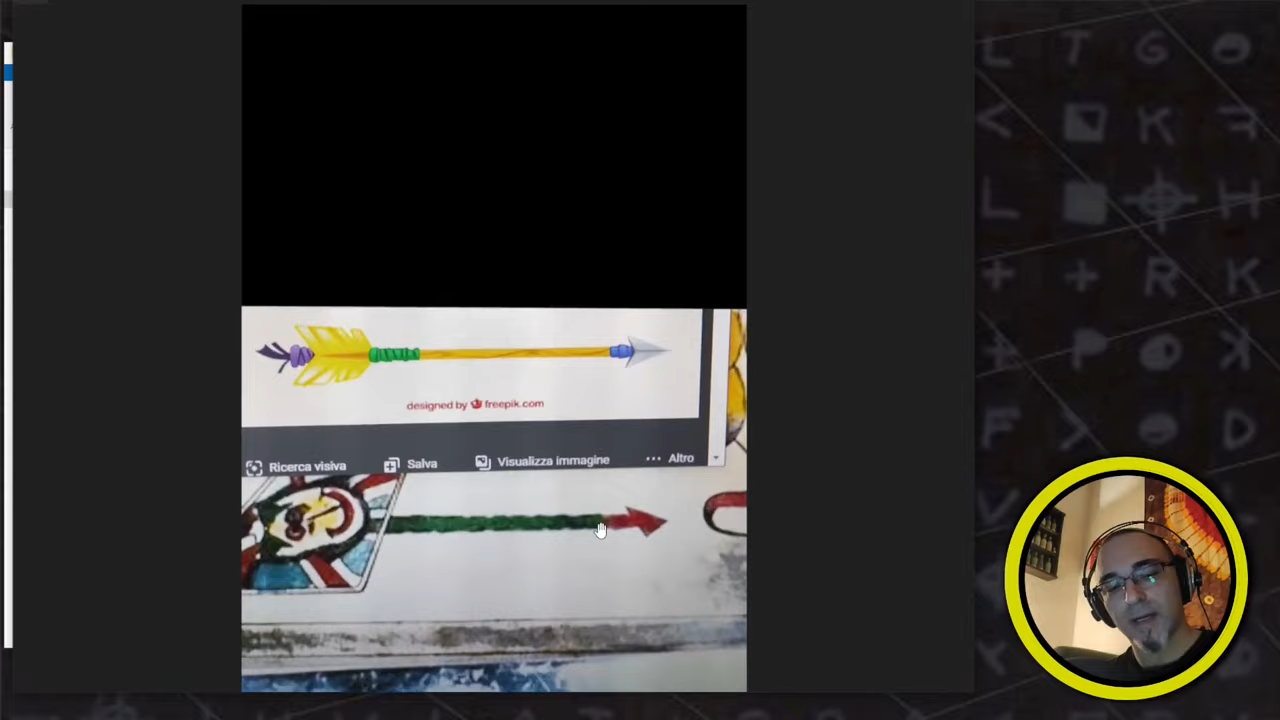 designed by freepik.com
Ricerca visiva Salva Visualizza immagine ... Altro
L T G
K
L H
+ + R K
P
F D